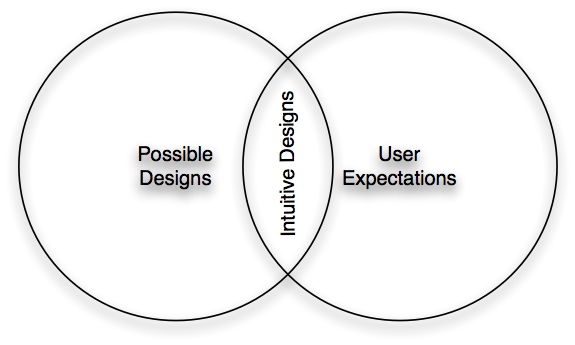 Possible
Designs
Intuitive Designs
User
Expectations